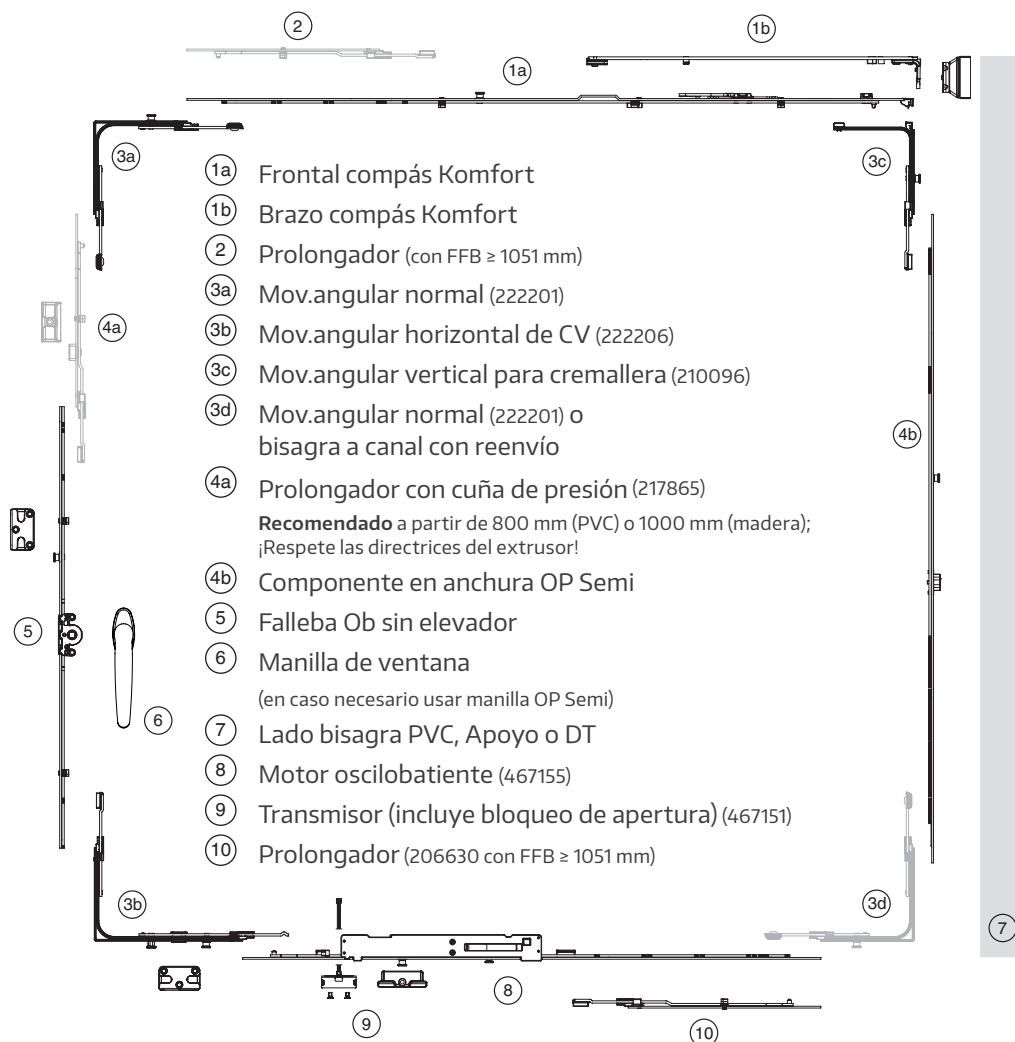 2
1b
1a
3a
3c
1a Frontal compás Komfort
1b Brazo compás Komfort
2 Prolongador (con FFB ≥ 1051 mm)
3a Mov.angular normal (222201)
3b Mov.angular horizontal de CV (222206)
3c Mov.angular vertical para cremallera (210096)
3d Mov.angular normal (222201) o
bisagra a canal con reenvío
4a Prolongador con cuña de presión (217865)
Recomendado a partir de 800 mm (PVC) o 1000 mm (madera);
¡Respete las directrices del extrusor!
4b Componente en anchura OP Semi
5 Falleba Ob sin elevador
6 Manilla de ventana
(en caso necesario usar manilla OP Semi)
7 Lado bisagra PVC, Apoyo o DT
8 Motor oscilobatiente (467155)
9 Transmisor (incluye bloqueo de apertura) (467151)
10 Prolongador (206630 con FFB ≥ 1051 mm)
4a
4b
5
6
3b
3d
7
8
9
10